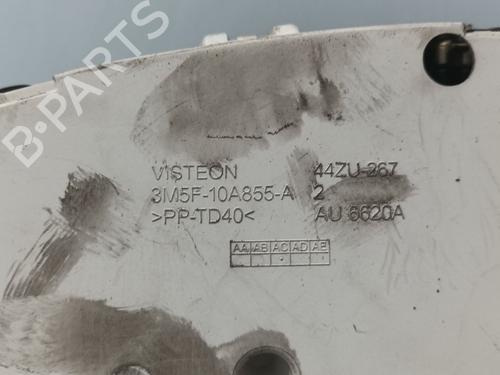 B-PARTS
VISTEON 44ZU-267
3M5F-10A855-A 2
>PP-TD40< AU 6620A
AA AB AC AD AE